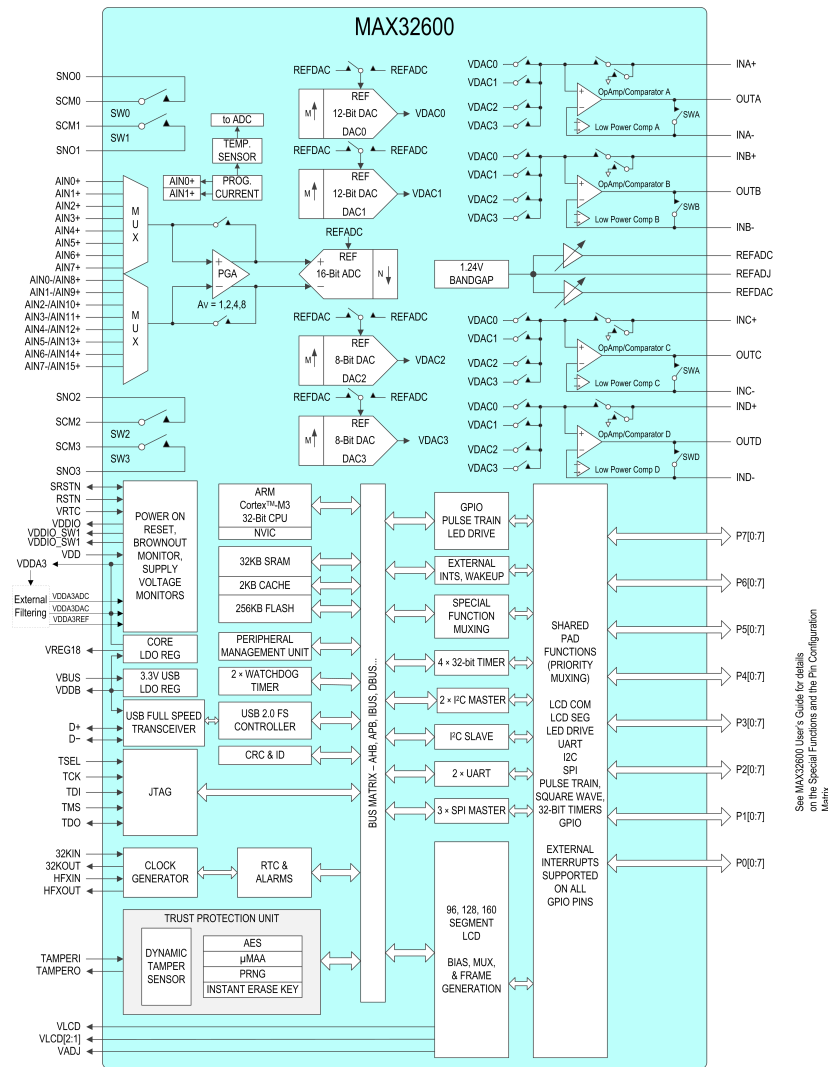 MAX32600
SNO0
SCM0
SW0
SCM1
SW1
SNO1
to ADC
TEMP.
SENSOR
AIN0+
AIN1+
PROG.
CURRENT
AIN0+
AIN1+
AIN2+
AIN3+
AIN4+
AIN5+
AIN6+
AIN7+
AIN0-/AIN8+
AIN1-/AIN9+
AIN2-/AIN10+
AIN3-/AIN11+
AIN4-/AIN12+
AIN5-/AIN13+
AIN6-/AIN14+
AIN7-/AIN15+
M
U
X
M
U
X
+
−
PGA
Av = 1,2,4,8
REFDAC
REFADC
REF
M
12-Bit DAC
DAC0
VDAC0
REFDAC
REFADC
REF
M
12-Bit DAC
DAC1
VDAC1
REFADC
REF
+
−
16-Bit ADC
N
REFDAC
REFADC
REF
M
8-Bit DAC
DAC2
VDAC2
REFDAC
REFADC
REF
M
8-Bit DAC
DAC3
VDAC3
VDAC0
VDAC1
VDAC2
VDAC3
+
−
OpAmp/Comparator A
Low Power Comp A
SWA
INA+
OUTA
INA-
VDAC0
VDAC1
VDAC2
VDAC3
+
−
OpAmp/Comparator B
Low Power Comp B
SWB
INB+
OUTB
INB-
1.24V
BANDGAP
REFADC
REFADJ
REFDAC
VDAC0
VDAC1
VDAC2
VDAC3
+
−
OpAmp/Comparator C
Low Power Comp C
SWA
INC+
OUTC
INC-
VDAC0
VDAC1
VDAC2
VDAC3
+
−
OpAmp/Comparator D
Low Power Comp D
SWD
IND+
OUTD
IND-
SNO2
SCM2
SW2
SCM3
SW3
SNO3
SRSTN
RSTN
VRTC
VDDIO
VDDIO_SW1
VDDIO_SW1
VDD
VDDA3
External
Filtering
VDDA3ADC
VDDA3DAC
VDDA3REF
VREG18
VBUS
VDDB
D+
D−
TSEL
TCK
TDI
TMS
TDO
32KIN
32KOUT
HFXIN
HFXOUT
TAMPERI
TAMPERO
VLCD
VLCD[2:1]
VADJ
POWER ON
RESET,
BROWNOUT
MONITOR,
SUPPLY
VOLTAGE
MONITORS
CORE
LDO REG
3.3V USB
LDO REG
USB FULL SPEED
TRANSCEIVER
JTAG
CLOCK
GENERATOR
RTC &
ALARMS
TRUST PROTECTION UNIT
DYNAMIC
TAMPER
SENSOR
AES
µMAA
PRNG
INSTANT ERASE KEY
ARM
Cortex™-M3
32-Bit CPU
NVIC
32KB SRAM
2KB CACHE
256KB FLASH
PERIPHERAL
MANAGEMENT UNIT
2 × WATCHDOG
TIMER
USB 2.0 FS
CONTROLLER
CRC & ID
BUS MATRIX – AHB, APB, IBUS, DBUS...
GPIO
PULSE TRAIN
LED DRIVE
EXTERNAL
INTS, WAKEUP
SPECIAL
FUNCTION
MUXING
4 × 32-bit TIMER
2 × I²C MASTER
I²C SLAVE
2 × UART
3 × SPI MASTER
96, 128, 160
SEGMENT
LCD
BIAS, MUX,
& FRAME
GENERATION
SHARED
PAD
FUNCTIONS
(PRIORITY
MUXING)
LCD COM
LCD SEG
LED DRIVE
UART
I2C
SPI
PULSE TRAIN,
SQUARE WAVE,
32-BIT TIMERS
GPIO
EXTERNAL
INTERRUPTS
SUPPORTED
ON ALL
GPIO PINS
P7[0:7]
P6[0:7]
P5[0:7]
P4[0:7]
P3[0:7]
P2[0:7]
P1[0:7]
P0[0:7]
See MAX32600 User's Guide for details
on the Special Functions and the Pin Configuration
Matrix